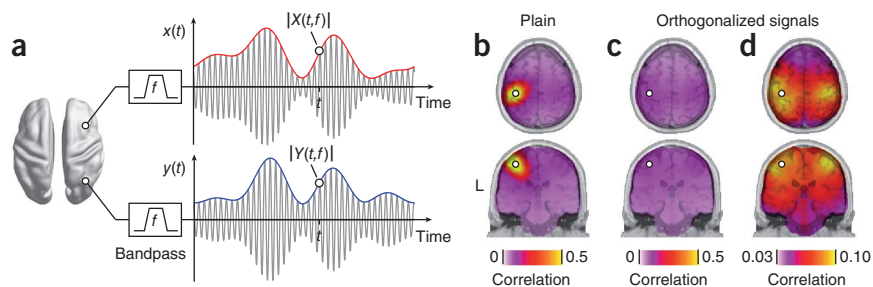 a
x(t)
|X(t,f)|
f
t
Time
y(t)
|Y(t,f)|
f
t
Time
Bandpass
Plain
Orthogonalized signals
b
c
d
L
0 0.5
Correlation
0 0.5
Correlation
0.03 0.10
Correlation